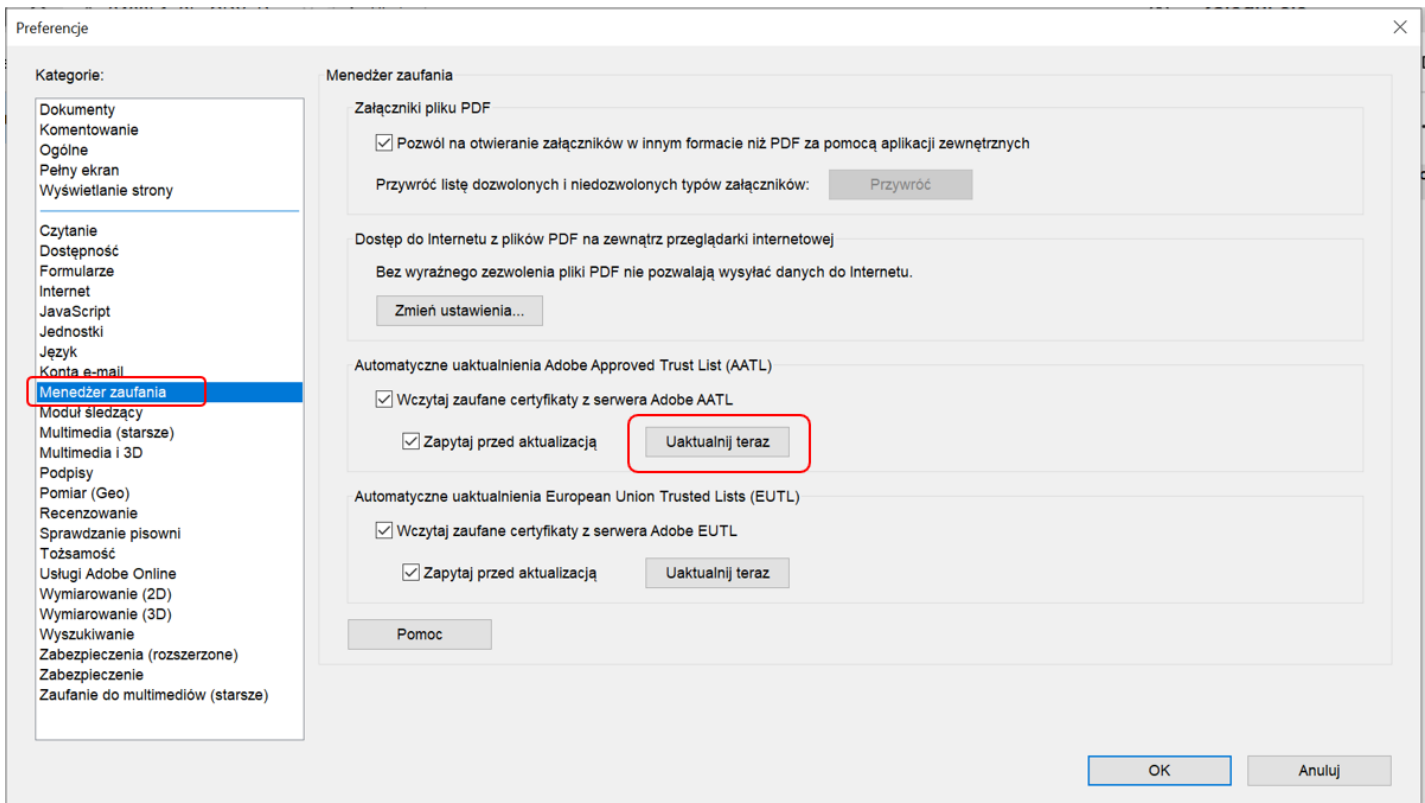 Preferencje
Kategorie:
Dokumenty
Komentowanie
Ogólne
Pełny ekran
Wyświetlanie strony
Czytanie
Dostępność
Formularze
Internet
JavaScript
Jednostki
Język
Konta e-mail
Menedżer zaufania
Moduł śledzący
Multimedia (starsze)
Multimedia i 3D
Podpisy
Pomiar (Geo)
Recenzowanie
Sprawdzanie pisowni
Tożsamość
Usługi Adobe Online
Wymiarowanie (2D)
Wymiarowanie (3D)
Wyszukiwanie
Zabezpieczenia (rozszerzone)
Zabezpieczenie
Zaufanie do multimediów (starsze)
Menedżer zaufania
Załączniki pliku PDF
Pozwól na otwieranie załączników w innym formacie niż PDF za pomocą aplikacji zewnętrznych
Przywróć listę dozwolonych i niedozwolonych typów załączników: Przywróć
Dostęp do Internetu z plików PDF na zewnątrz przeglądarki internetowej
Bez wyraźnego zezwolenia pliki PDF nie pozwalają wysyłać danych do Internetu.
Zmień ustawienia...
Automatyczne uaktualnienia Adobe Approved Trust List (AATL)
Wczytaj zaufane certyfikaty z serwera Adobe AATL
Zapytaj przed aktualizacją Uaktualnij teraz
Automatyczne uaktualnienia European Union Trusted Lists (EUTL)
Wczytaj zaufane certyfikaty z serwera Adobe EUTL
Zapytaj przed aktualizacją Uaktualnij teraz
Pomoc
OK Anuluj